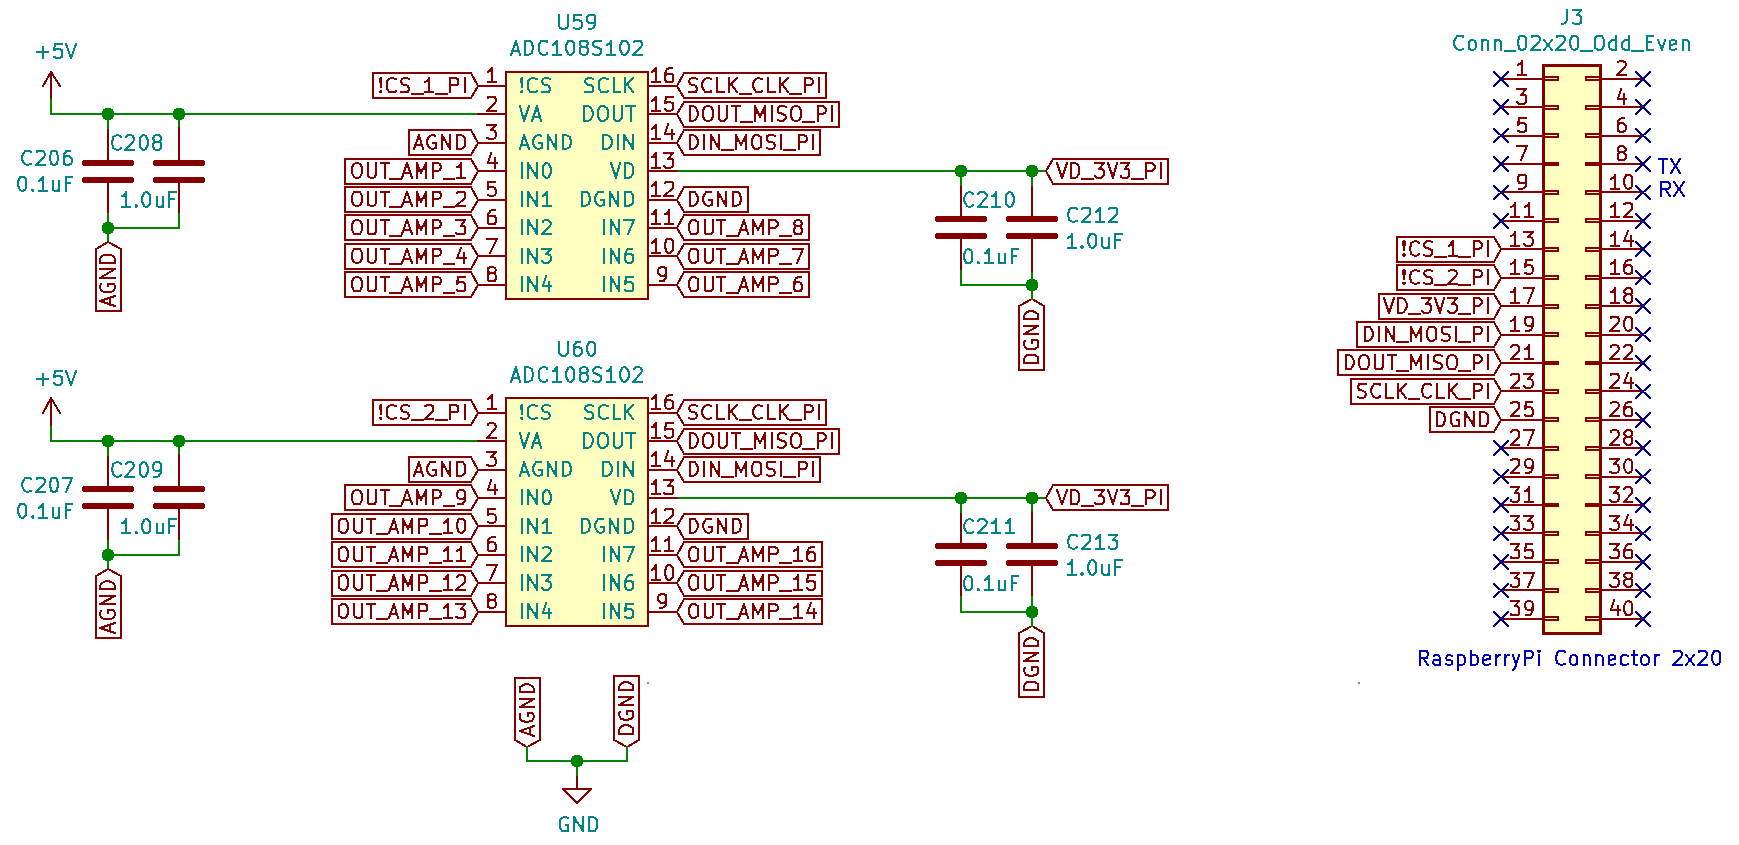 U59
ADC108S102
+5V
!CS_1_PI 1 !CS SCLK 16 SCLK_CLK_PI
2 VA DOUT 15 DOUT_MISO_PI
AGND 3 AGND DIN 14 DIN_MOSI_PI
OUT_AMP_1 4 IN0 VD 13 VD_3V3_PI
OUT_AMP_2 5 IN1 DGND 12 DGND
OUT_AMP_3 6 IN2 IN7 11 OUT_AMP_8
OUT_AMP_4 7 IN3 IN6 10 OUT_AMP_7
OUT_AMP_5 8 IN4 IN5 9 OUT_AMP_6
C206
0.1uF
C208
1.0uF
AGND
C210
0.1uF
C212
1.0uF
DGND
U60
ADC108S102
+5V
!CS_2_PI 1 !CS SCLK 16 SCLK_CLK_PI
2 VA DOUT 15 DOUT_MISO_PI
AGND 3 AGND DIN 14 DIN_MOSI_PI
OUT_AMP_9 4 IN0 VD 13 VD_3V3_PI
OUT_AMP_10 5 IN1 DGND 12 DGND
OUT_AMP_11 6 IN2 IN7 11 OUT_AMP_16
OUT_AMP_12 7 IN3 IN6 10 OUT_AMP_15
OUT_AMP_13 8 IN4 IN5 9 OUT_AMP_14
C207
0.1uF
C209
1.0uF
AGND
C211
0.1uF
C213
1.0uF
DGND
AGND DGND
GND
J3
Conn_02x20_Odd_Even
1 2
3 4
5 6
7 8 TX
9 10 RX
11 12
!CS_1_PI 13 14
!CS_2_PI 15 16
VD_3V3_PI 17 18
DIN_MOSI_PI 19 20
DOUT_MISO_PI 21 22
SCLK_CLK_PI 23 24
DGND 25 26
27 28
29 30
31 32
33 34
35 36
37 38
39 40
RaspberryPi Connector 2x20